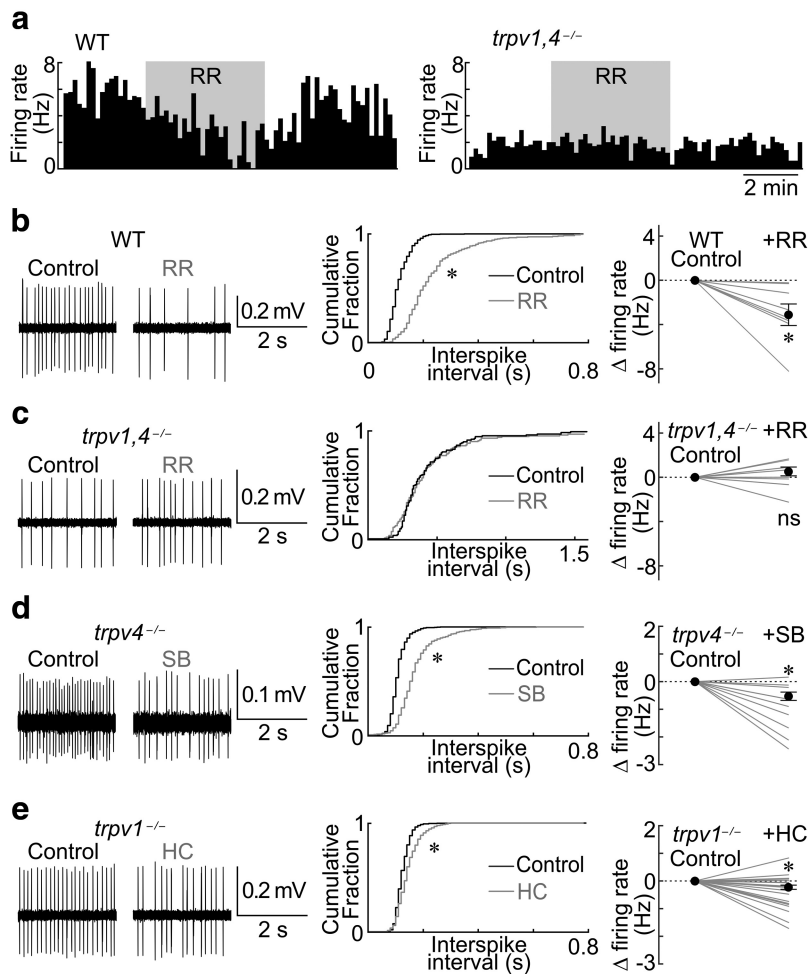 a
WT
trpv1,4⁻/⁻
8
Firing rate
(Hz)
0
RR
8
Firing rate
(Hz)
0
RR
2 min
b
WT
Control
RR
0.2 mV
2 s
1
Cumulative
Fraction
0
*
Control
RR
0
Interspike
interval (s)
0.8
4
0
-8
Δ firing rate
(Hz)
WT
Control
+RR
*
c
trpv1,4⁻/⁻
Control
RR
0.2 mV
2 s
1
Cumulative
Fraction
0
Control
RR
Interspike
interval (s)
1.5
4
0
-8
Δ firing rate
(Hz)
trpv1,4⁻/⁻ +RR
Control
ns
d
trpv4⁻/⁻
Control
SB
0.1 mV
2 s
1
Cumulative
Fraction
0
*
Control
SB
Interspike
interval (s)
0.8
2
0
-3
Δ firing rate
(Hz)
trpv4⁻/⁻ +SB
Control
*
e
trpv1⁻/⁻
Control
HC
0.2 mV
2 s
1
Cumulative
Fraction
0
*
Control
HC
Interspike
interval (s)
0.8
2
0
-3
Δ firing rate
(Hz)
trpv1⁻/⁻ +HC
Control
*